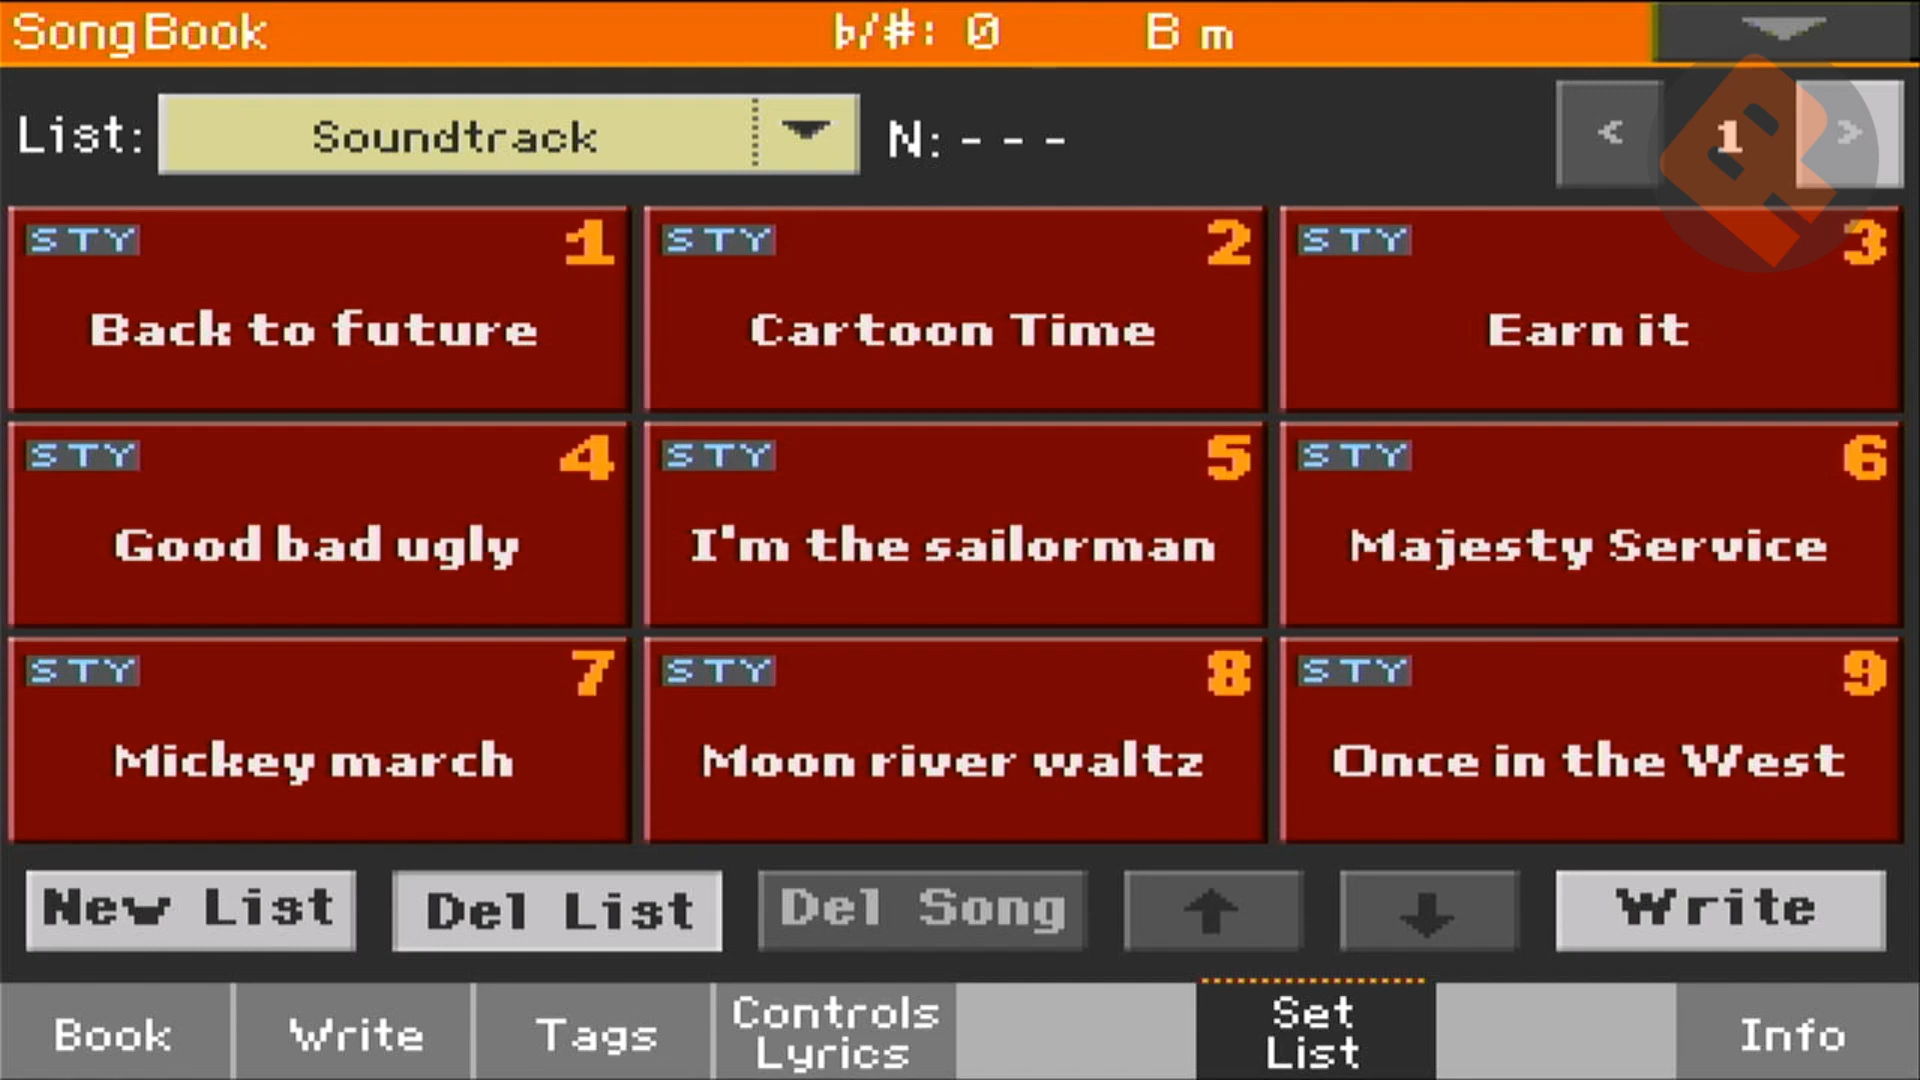 SongBook ♭/#: 0 B m
List: Soundtrack N: - - - < 1 >
STY 1 STY 2 STY 3
Back to future Cartoon Time Earn it
STY 4 STY 5 STY 6
Good bad ugly I'm the sailorman Majesty Service
STY 7 STY 8 STY 9
Mickey march Moon river waltz Once in the West
New List Del List Del Song Write
Book Write Tags Controls Lyrics Set List Info